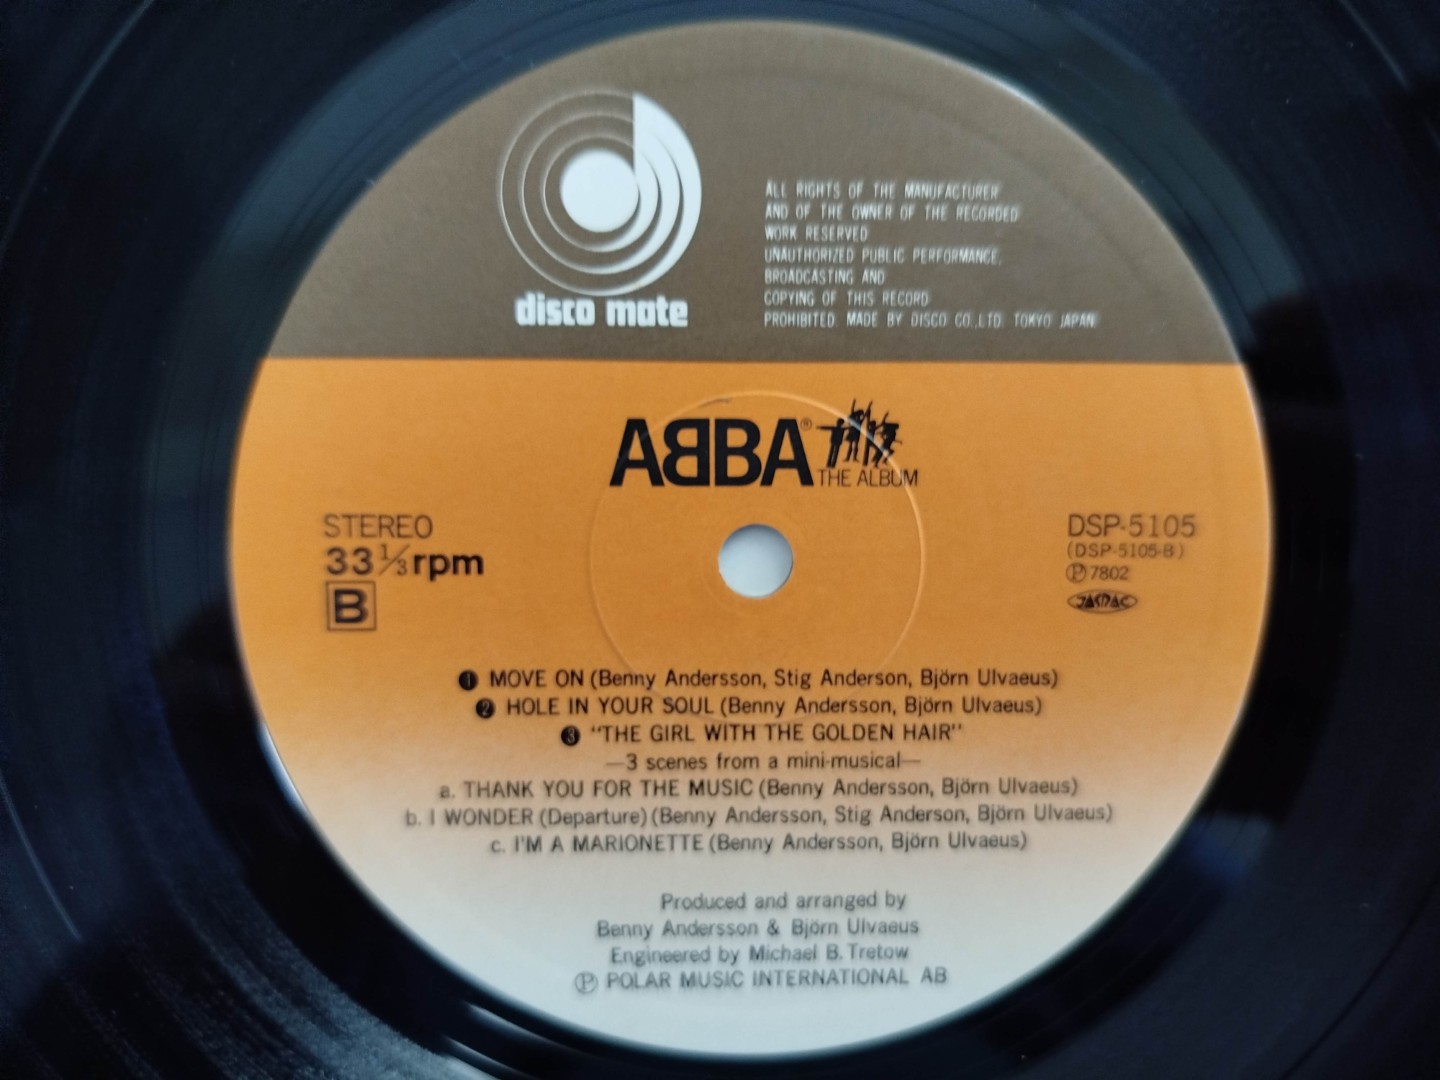 disco mate
ALL RIGHTS OF THE MANUFACTURER
AND OF THE OWNER OF THE RECORDED
WORK RESERVED
UNAUTHORIZED PUBLIC PERFORMANCE,
BROADCASTING AND
COPYING OF THIS RECORD
PROHIBITED. MADE BY DISCO CO.,LTD. TOKYO JAPAN
ABBA® THE ALBUM
STEREO
33 1/3 rpm
B
DSP-5105
(DSP-5105-B)
Ⓟ7802
JASRAC
❶ MOVE ON (Benny Andersson, Stig Anderson, Björn Ulvaeus)
❷ HOLE IN YOUR SOUL (Benny Andersson, Björn Ulvaeus)
❸ "THE GIRL WITH THE GOLDEN HAIR"
—3 scenes from a mini-musical—
a. THANK YOU FOR THE MUSIC (Benny Andersson, Björn Ulvaeus)
b. I WONDER (Departure) (Benny Andersson, Stig Anderson, Björn Ulvaeus)
c. I'M A MARIONETTE (Benny Andersson, Björn Ulvaeus)
Produced and arranged by
Benny Andersson & Björn Ulvaeus
Engineered by Michael B. Tretow
Ⓟ POLAR MUSIC INTERNATIONAL AB